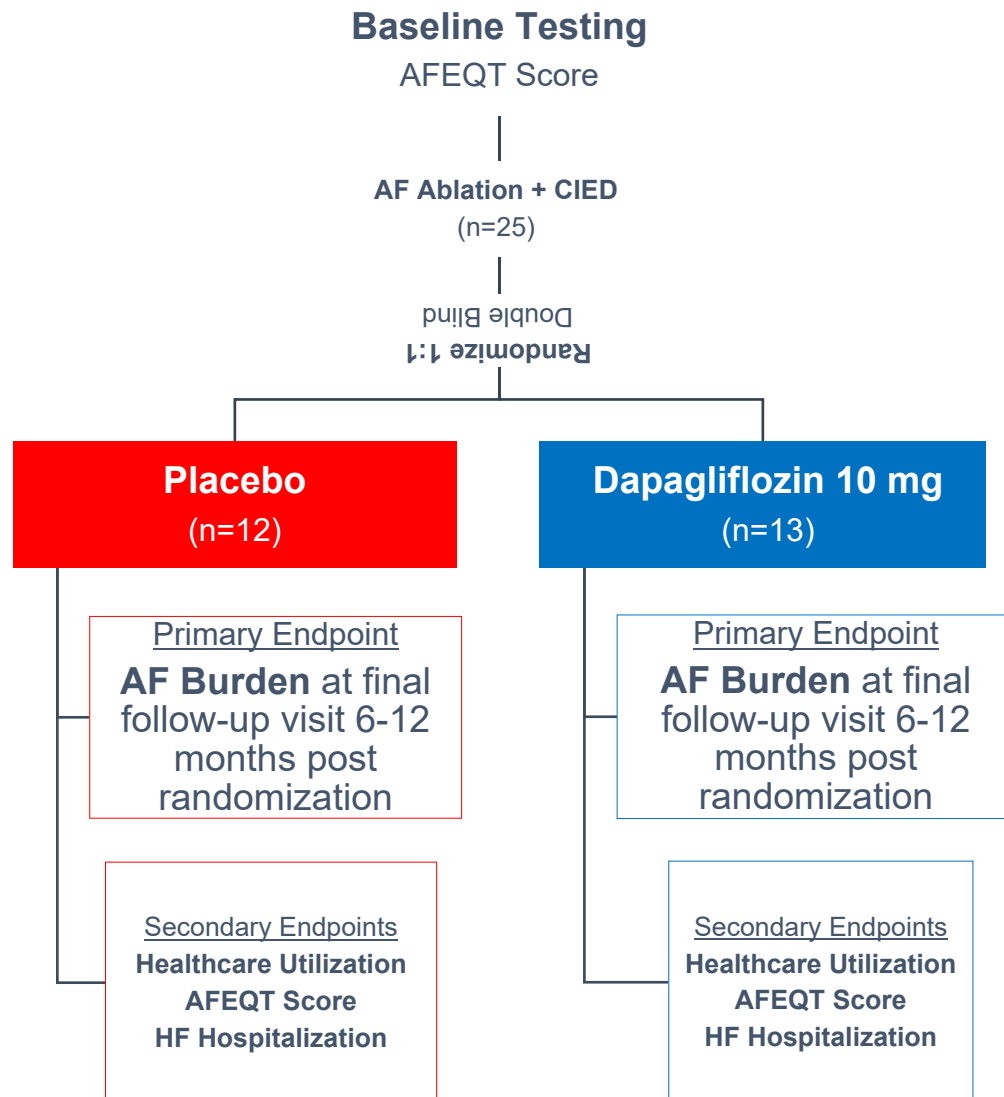 Baseline Testing
AFEQT Score
AF Ablation + CIED
(n=25)
Randomize 1:1
Double Blind
Placebo
(n=12)
Dapagliflozin 10 mg
(n=13)
Primary Endpoint
AF Burden at final
follow-up visit 6-12
months post
randomization
Primary Endpoint
AF Burden at final
follow-up visit 6-12
months post
randomization
Secondary Endpoints
Healthcare Utilization
AFEQT Score
HF Hospitalization
Secondary Endpoints
Healthcare Utilization
AFEQT Score
HF Hospitalization